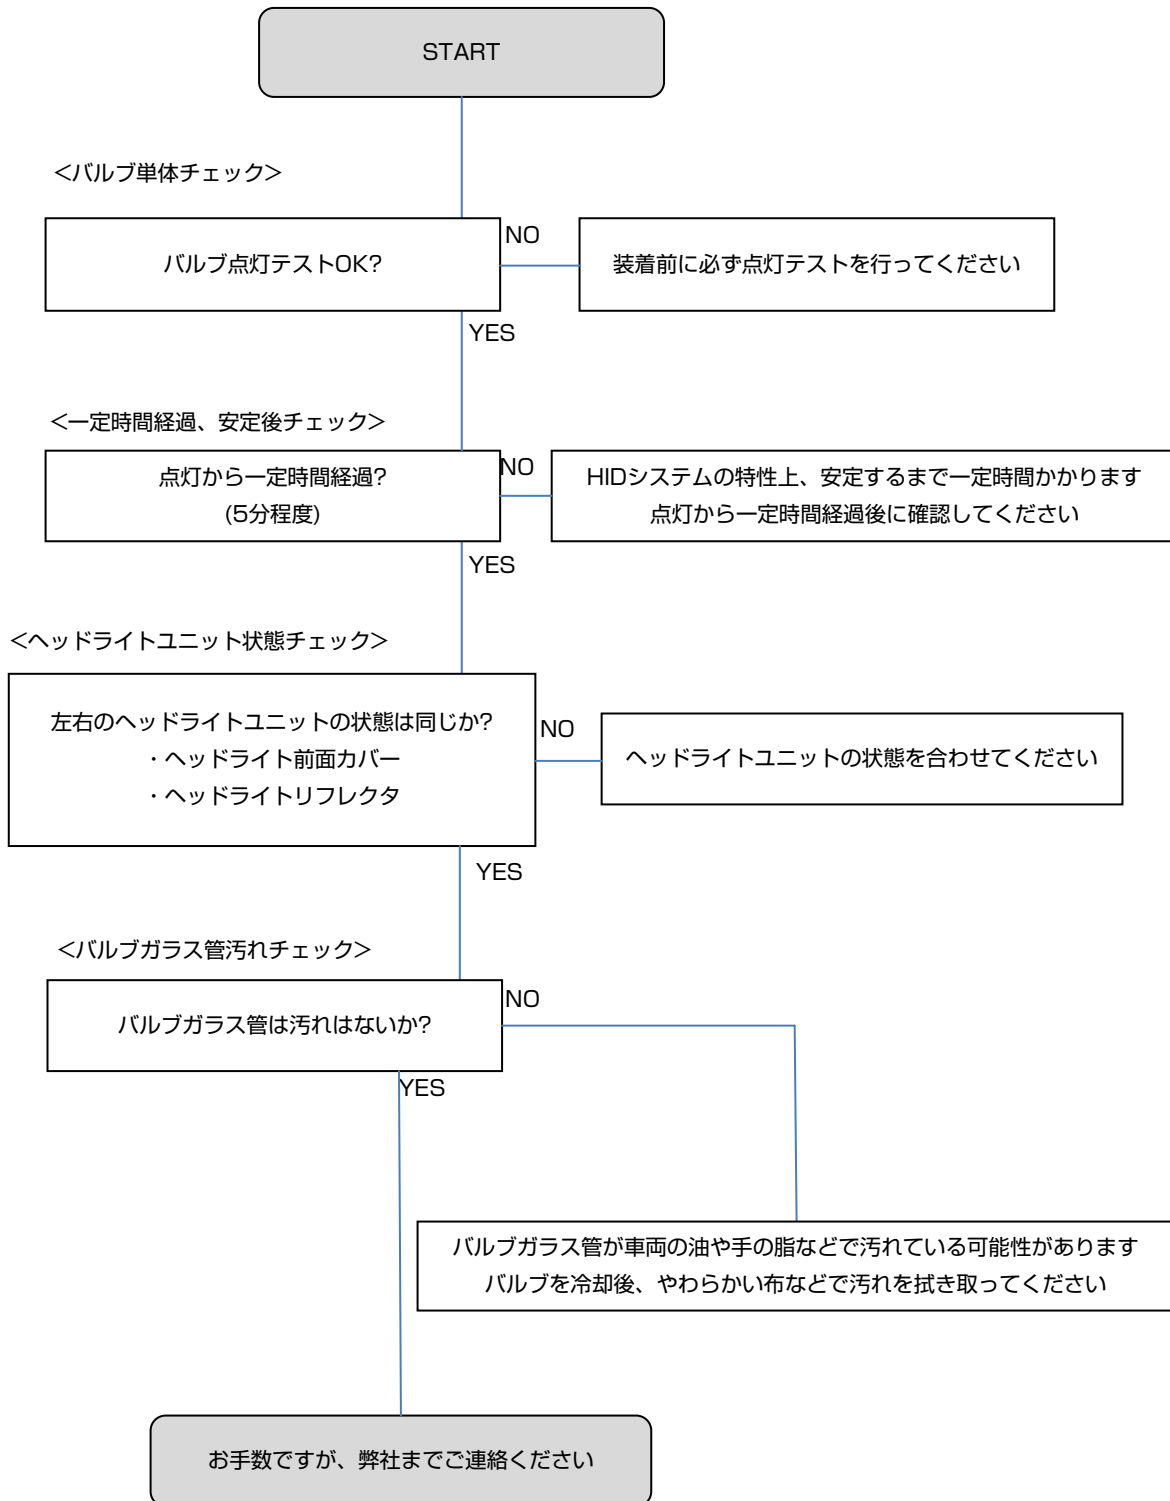 START
<バルブ単体チェック>
バルブ点灯テストOK?
NO
装着前に必ず点灯テストを行ってください
YES
<一定時間経過、安定後チェック>
点灯から一定時間経過?
(5分程度)
NO
HIDシステムの特性上、安定するまで一定時間かかります
点灯から一定時間経過後に確認してください
YES
<ヘッドライトユニット状態チェック>
左右のヘッドライトユニットの状態は同じか?
・ヘッドライト前面カバー
・ヘッドライトリフレクタ
NO
ヘッドライトユニットの状態を合わせてください
YES
<バルブガラス管汚れチェック>
バルブガラス管は汚れはないか?
NO
YES
バルブガラス管が車両の油や手の脂などで汚れている可能性があります
バルブを冷却後、やわらかい布などで汚れを拭き取ってください
お手数ですが、弊社までご連絡ください